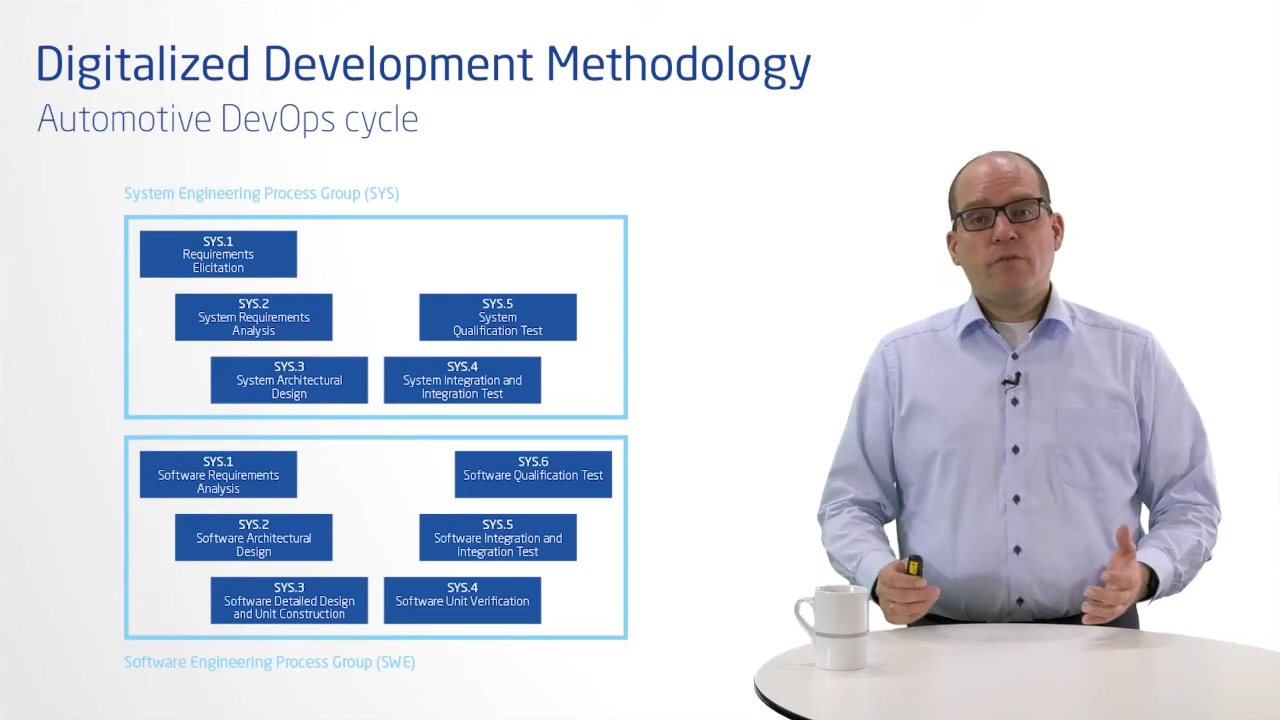 Digitalized Development Methodology
Automotive DevOps cycle
System Engineering Process Group (SYS)
SYS.1
Requirements
Elicitation
SYS.2
System Requirements
Analysis
SYS.5
System
Qualification Test
SYS.3
System Architectural
Design
SYS.4
System Integration and
Integration Test
SYS.1
Software Requirements
Analysis
SYS.6
Software Qualification Test
SYS.2
Software Architectural
Design
SYS.5
Software Integration and
Integration Test
SYS.3
Software Detailed Design
and Unit Construction
SYS.4
Software Unit Verification
Software Engineering Process Group (SWE)